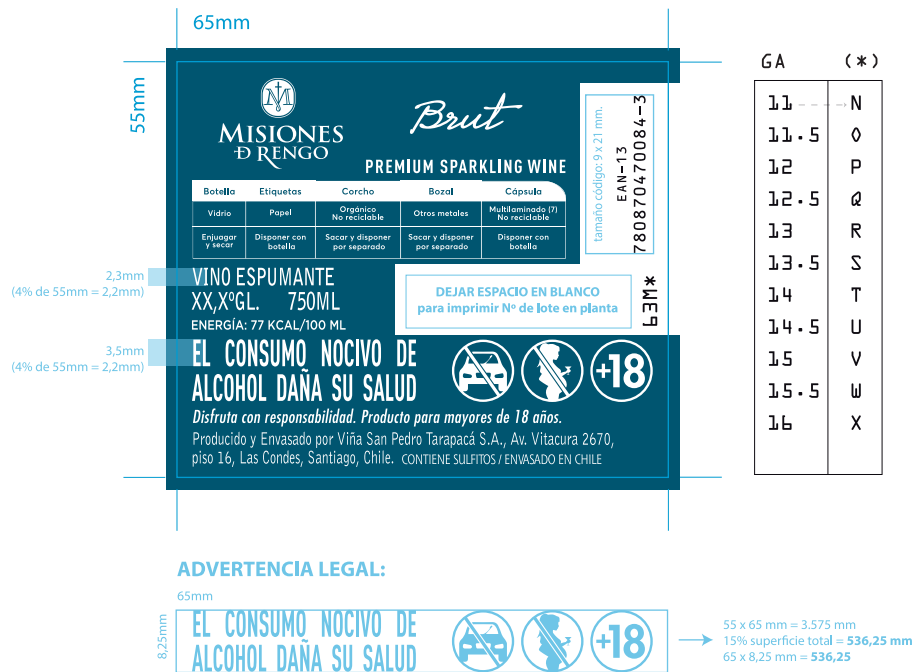 65mm
55mm
MISIONES
D RENGO
Brut
PREMIUM SPARKLING WINE
Botella Etiquetas Corcho Bozal Cápsula
Vidrio Papel Orgánico No reciclable Otros metales Multilaminado (7) No reciclable
Enjuagar y secar Disponer con botella Sacar y disponer por separado Sacar y disponer por separado Disponer con botella
tamaño código: 9 x 21 mm.
EAN-13
7808704700084-3
2,3mm
(4% de 55mm = 2,2mm)
VINO ESPUMANTE
XX,XºGL. 750ML
ENERGÍA: 77 KCAL/100 ML
DEJAR ESPACIO EN BLANCO
para imprimir Nº de lote en planta
63M*
3,5mm
(4% de 55mm = 2,2mm)
EL CONSUMO NOCIVO DE
ALCOHOL DAÑA SU SALUD
+18
Disfruta con responsabilidad. Producto para mayores de 18 años.
Producido y Envasado por Viña San Pedro Tarapacá S.A., Av. Vitacura 2670,
piso 16, Las Condes, Santiago, Chile. CONTIENE SULFITOS / ENVASADO EN CHILE
GA (*)
11 N
11.5 O
12 P
12.5 Q
13 R
13.5 S
14 T
14.5 U
15 V
15.5 W
16 X
ADVERTENCIA LEGAL:
65mm
8,25mm
EL CONSUMO NOCIVO DE
ALCOHOL DAÑA SU SALUD
+18
55 x 65 mm = 3.575 mm
15% superficie total = 536,25 mm
65 x 8,25 mm = 536,25